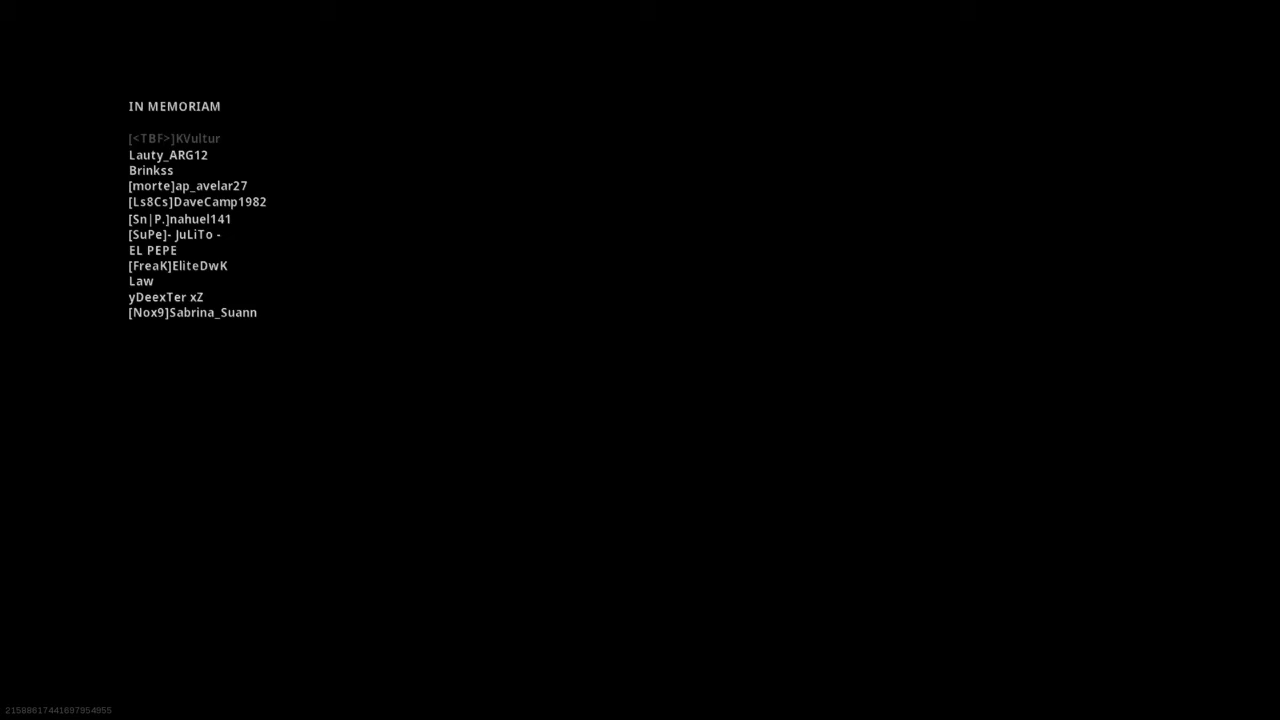 IN MEMORIAM
[<TBF>]KVultur
Lauty_ARG12
Brinkss
[morte]ap_avelar27
[Ls8Cs]DaveCamp1982
[Sn|P.]nahuel141
[SuPe]- JuLiTo -
EL PEPE
[FreaK]EliteDwK
Law
yDeexTer xZ
[Nox9]Sabrina_Suann